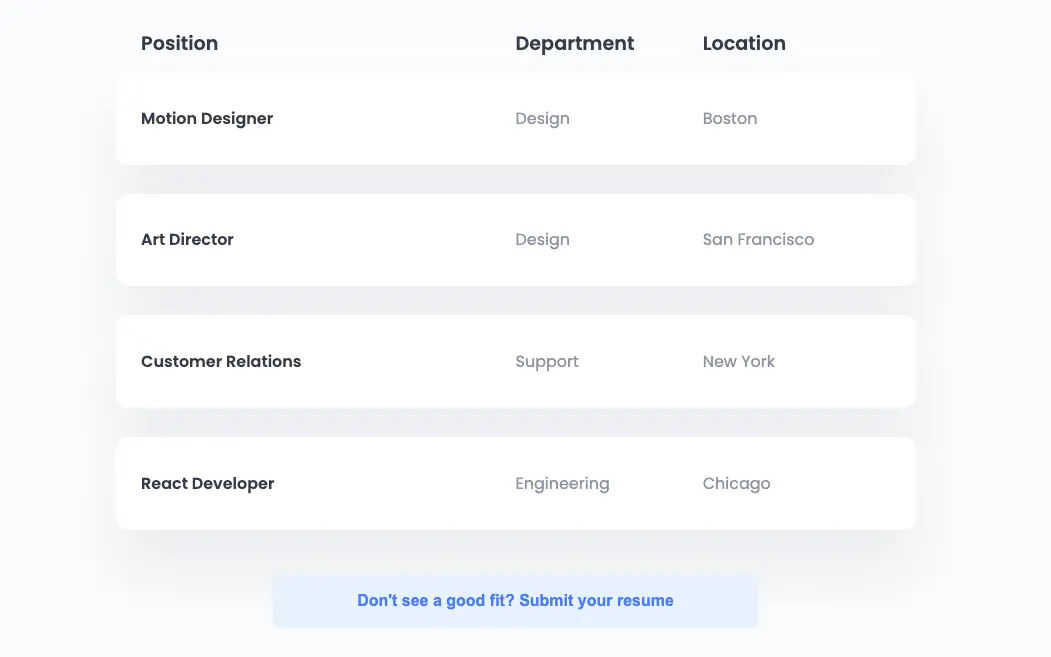 Position Department Location
Motion Designer Design Boston
Art Director Design San Francisco
Customer Relations Support New York
React Developer Engineering Chicago
Don't see a good fit? Submit your resume